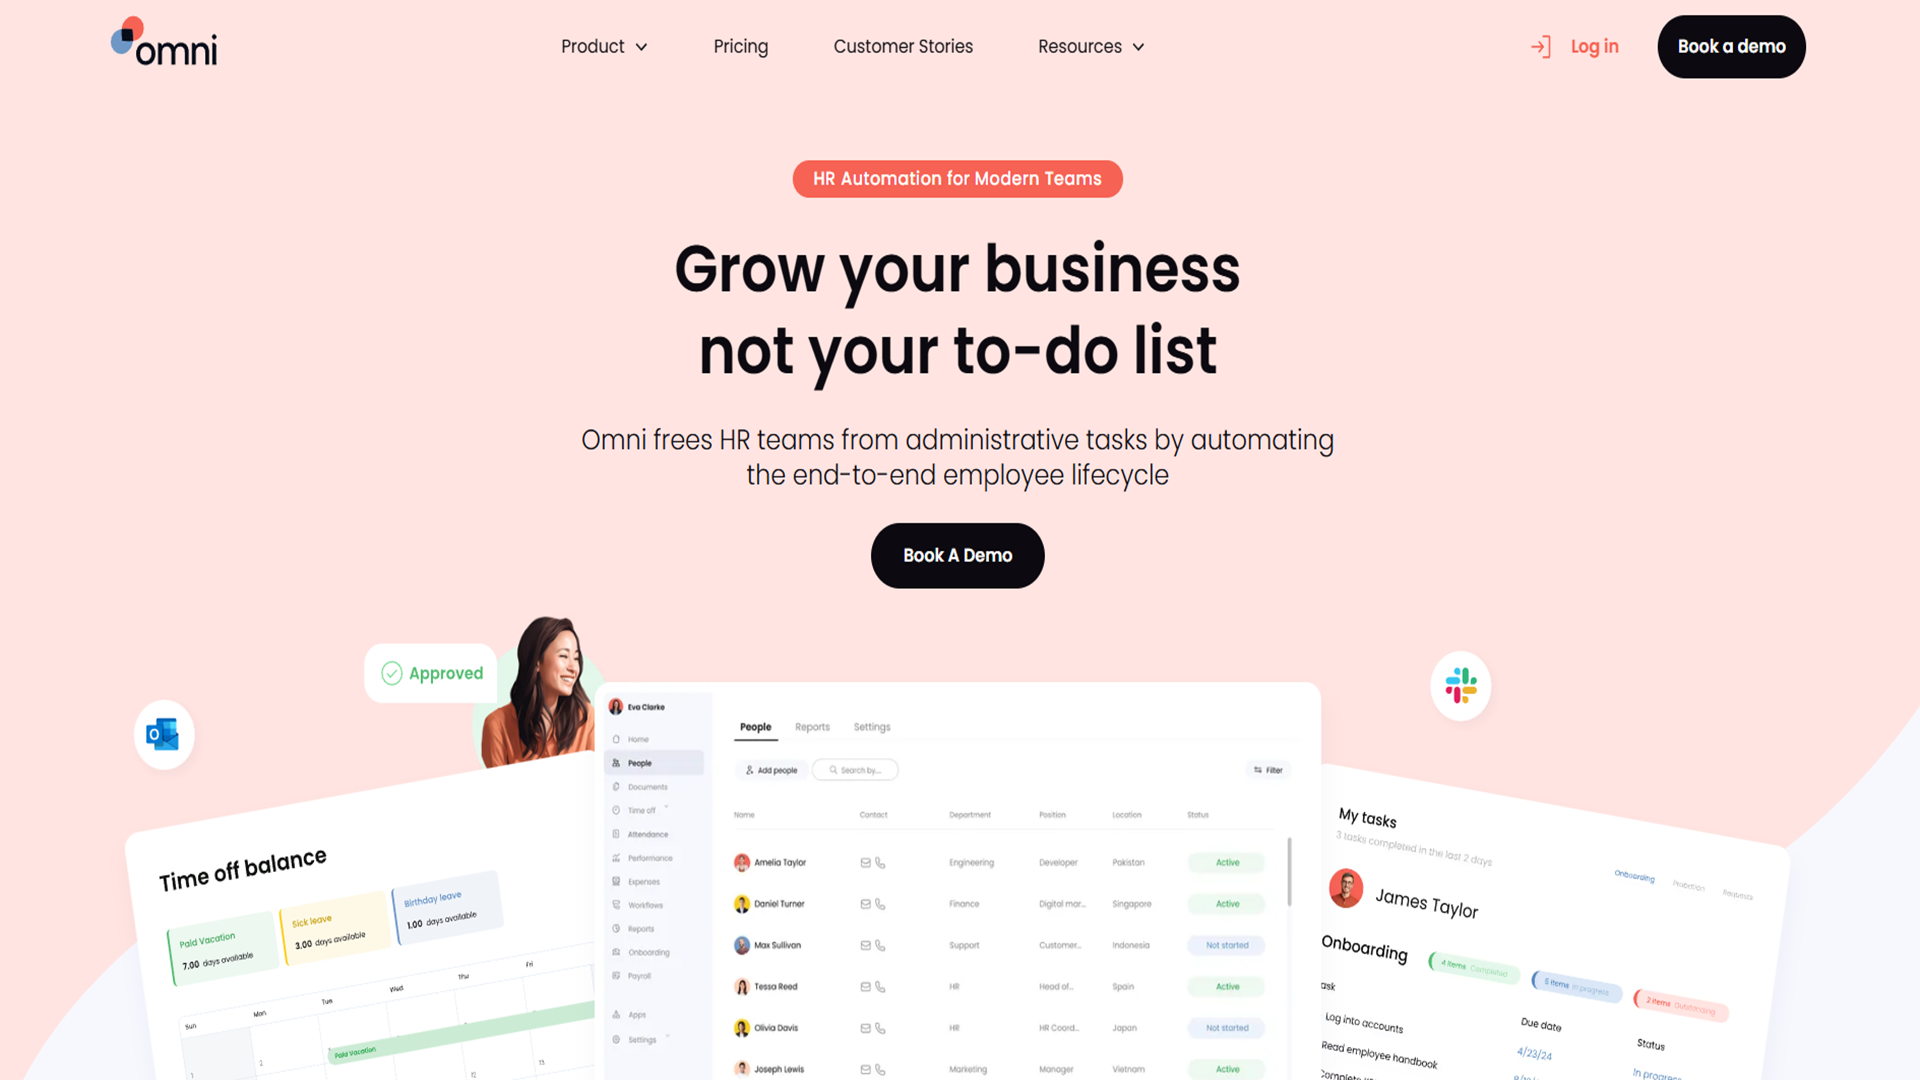 omni
Product
Pricing
Customer Stories
Resources
Log in
Book a demo
HR Automation for Modern Teams
Grow your business
not your to-do list
Omni frees HR teams from administrative tasks by automating
the end-to-end employee lifecycle
Book A Demo
Approved
Time off balance
Paid Vacation
7.00 days available
Sick leave
3.00 days available
Birthday leave
1.00 days available
Sun
Mon
Tue
Wed
Thu
Fri
1
2
12
13
Paid Vacation
Eva Clarke
Home
People
Documents
Time off
Attendance
Performance
Expenses
Workflows
Reports
Onboarding
Payroll
Apps
Settings
People
Reports
Settings
Add people
Search by...
Filter
Name Contact Department Position Location Status
Amelia Taylor Engineering Developer Pakistan Active
Daniel Turner Finance Digital mar... Singapore Active
Max Sullivan Support Customer... Indonesia Not started
Tessa Reed HR Head of... Spain Active
Olivia Davis HR HR Coord... Japan Not started
Joseph Lewis Marketing Manager Vietnam Active
My tasks
3 tasks completed in the last 2 days
Onboarding
Probation
Requests
James Taylor
Onboarding
4 items Completed
5 items In progress
2 items Outstanding
ask
Due date
Status
Log into accounts
4/23/24
In progress
Read employee handbook